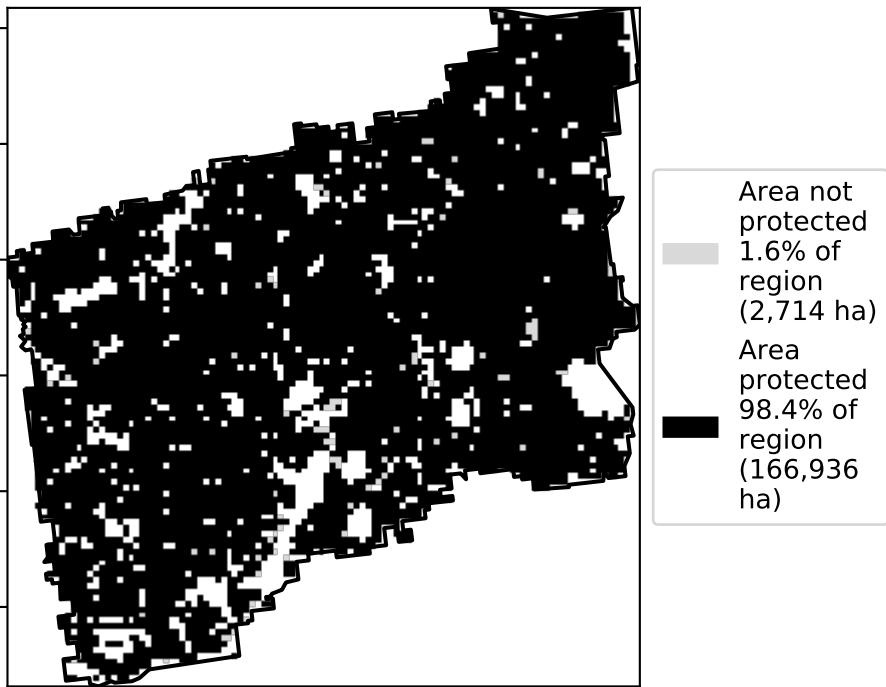 Area not
protected
1.6% of
region
(2,714 ha)
Area
protected
98.4% of
region
(166,936
ha)